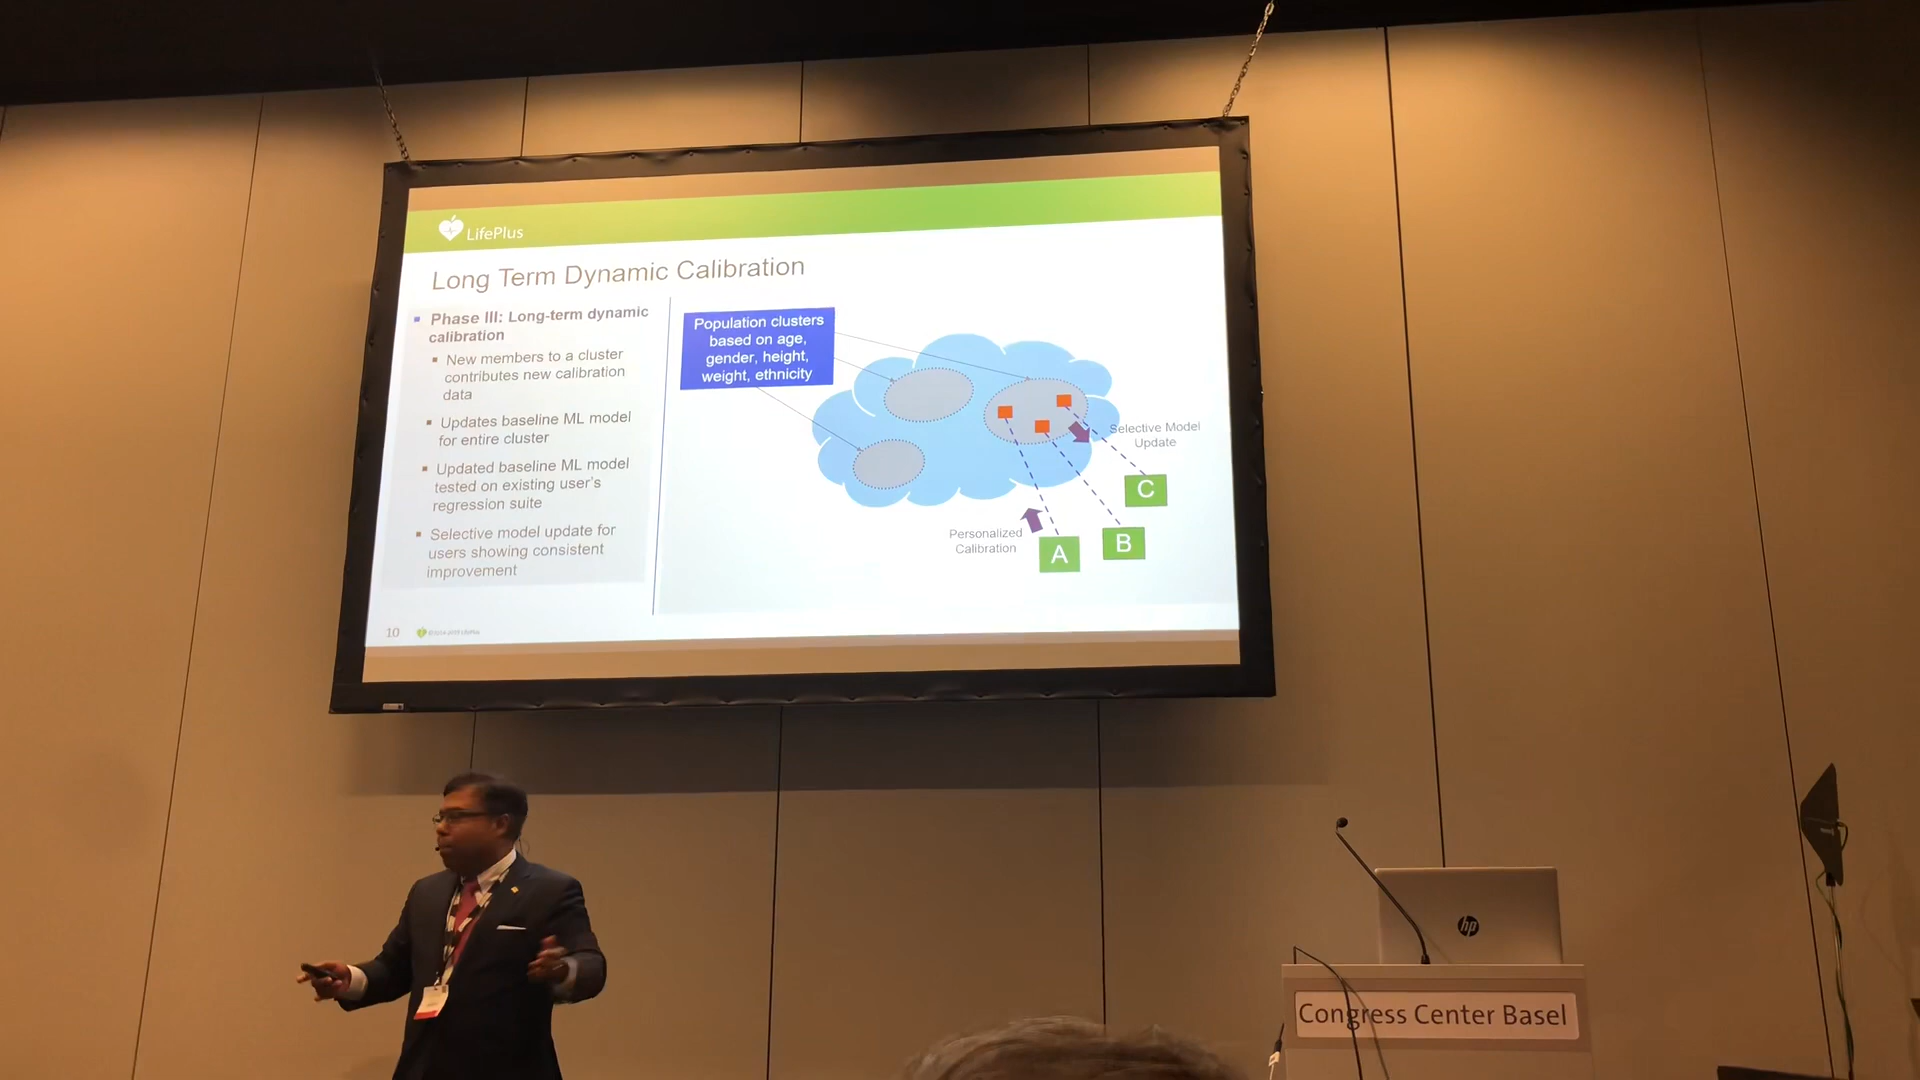 LifePlus
Long Term Dynamic Calibration
Phase III: Long-term dynamic
calibration
New members to a cluster
contributes new calibration
data
Updates baseline ML model
for entire cluster
Updated baseline ML model
tested on existing user's
regression suite
Selective model update for
users showing consistent
improvement
Population clusters
based on age,
gender, height,
weight, ethnicity
Selective Model
Update
C
B
A
Personalized
Calibration
10
hp
Congress Center Basel